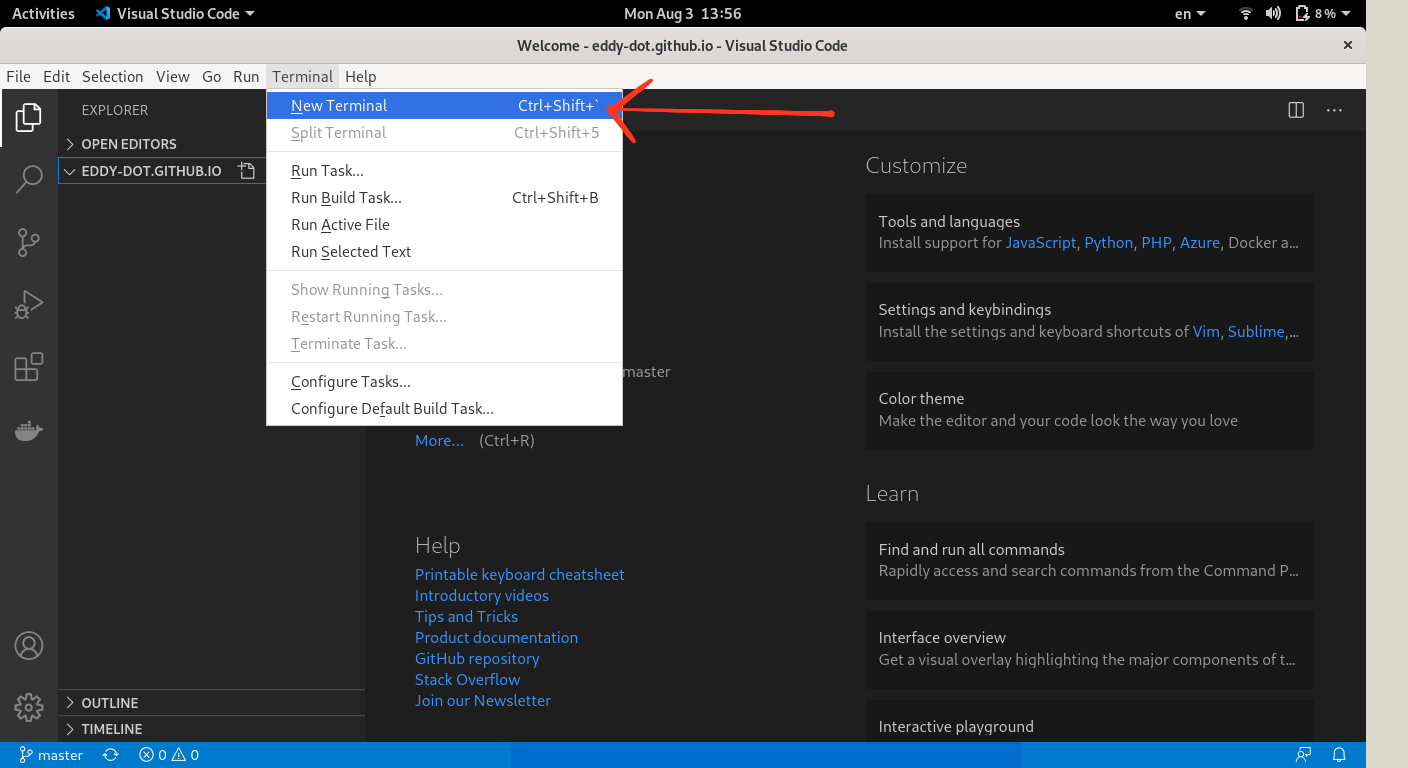 Activities Visual Studio Code Mon Aug 3 13:56 en 8 %
Welcome - eddy-dot.github.io - Visual Studio Code
File Edit Selection View Go Run Terminal Help
EXPLORER
OPEN EDITORS
EDDY-DOT.GITHUB.IO
New Terminal Ctrl+Shift+`
Split Terminal Ctrl+Shift+5
Run Task...
Run Build Task... Ctrl+Shift+B
Run Active File
Run Selected Text
Show Running Tasks...
Restart Running Task...
Terminate Task...
Configure Tasks...
Configure Default Build Task...
master
More... (Ctrl+R)
Help
Printable keyboard cheatsheet
Introductory videos
Tips and Tricks
Product documentation
GitHub repository
Stack Overflow
Join our Newsletter
Customize
Tools and languages
Install support for JavaScript, Python, PHP, Azure, Docker a...
Settings and keybindings
Install the settings and keyboard shortcuts of Vim, Sublime,...
Color theme
Make the editor and your code look the way you love
Learn
Find and run all commands
Rapidly access and search commands from the Command P...
Interface overview
Get a visual overlay highlighting the major components of t...
Interactive playground
OUTLINE
TIMELINE
master 0 0